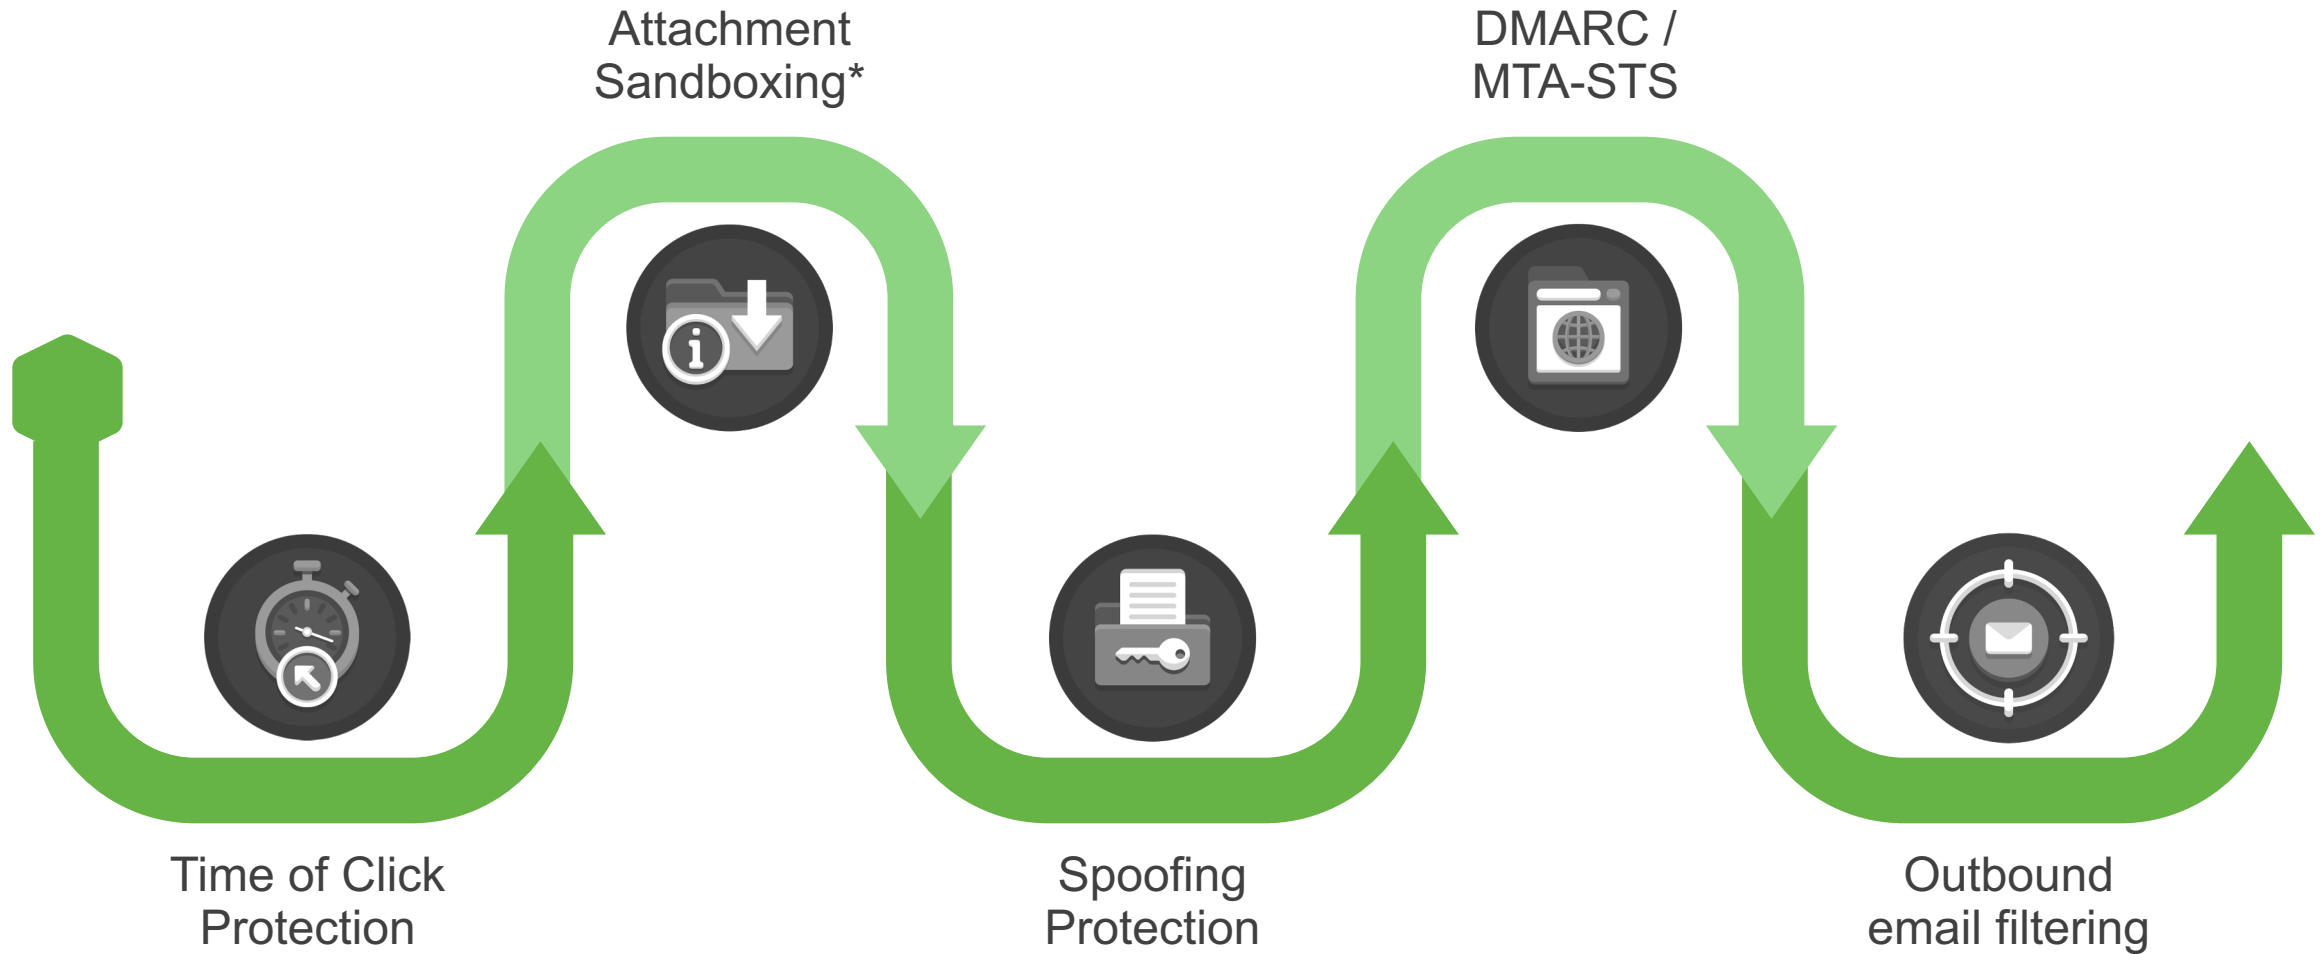 Attachment
Sandboxing*
DMARC /
MTA-STS
Time of Click
Protection
Spoofing
Protection
Outbound
email filtering